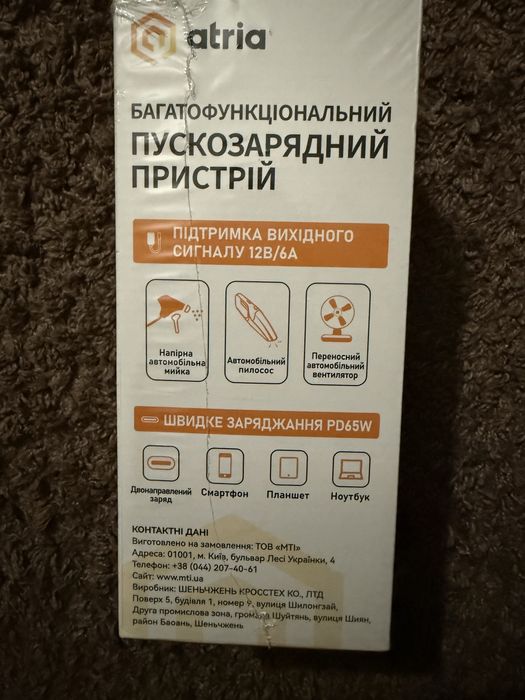 atria
БАГАТОФУНКЦІОНАЛЬНИЙ
ПУСКОЗАРЯДНИЙ
ПРИСТРІЙ
ПІДТРИМКА ВИХІДНОГО
СИГНАЛУ 12В/6А
Напірна
автомобільна
мийка
Автомобільний
пилосос
Переносний
автомобільний
вентилятор
ШВИДКЕ ЗАРЯДЖАННЯ PD65W
Двонаправлений
заряд
Смартфон
Планшет
Ноутбук
КОНТАКТНІ ДАНІ
Виготовлено на замовлення: ТОВ «МТІ»
Адреса: 01001, м. Київ, бульвар Лесі Українки, 4
Телефон: +38 (044) 207-40-61
Сайт: www.mti.ua
Виробник: ШЕНЬЧЖЕНЬ КРОССТЕХ КО., ЛТД
Поверх 5, будівля 1, номер 9, вулиця Шилонгзай,
Друга промислова зона, громада Шуйтянь, вулиця Шиян,
район Баоань, Шеньчжень